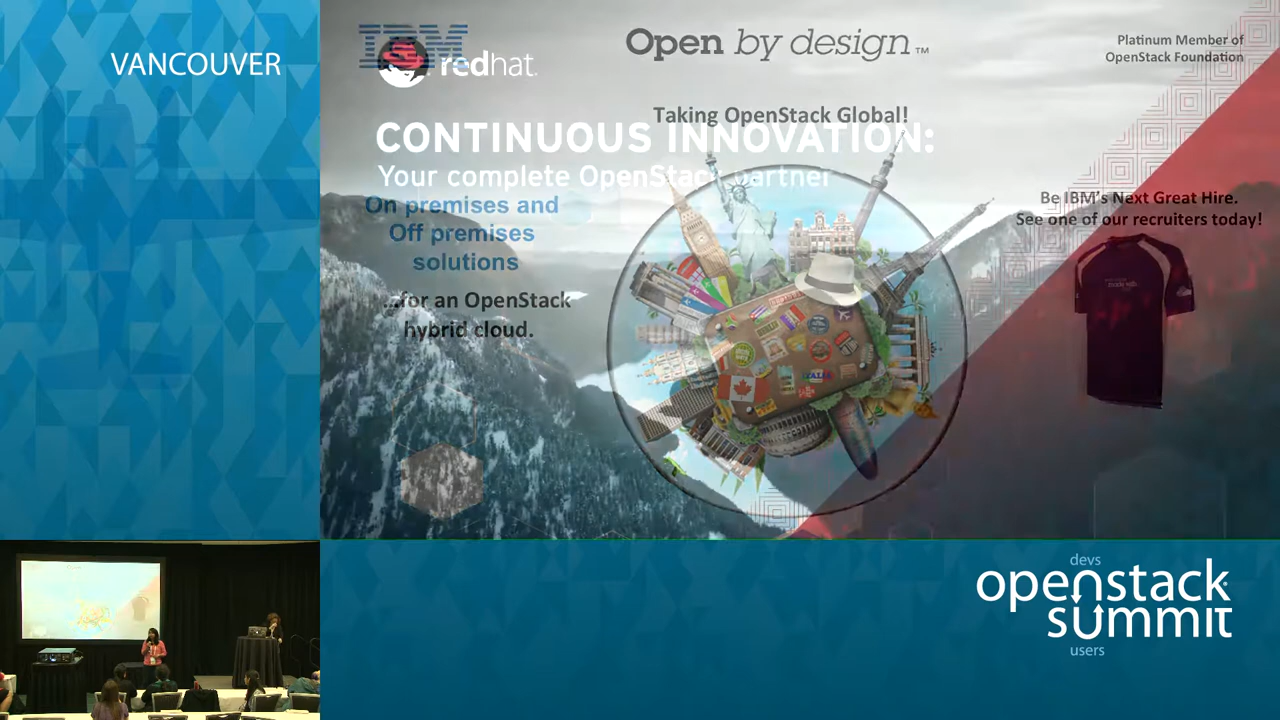 VANCOUVER
IBM
redhat.
Open by design™
Platinum Member of
OpenStack Foundation
Taking OpenStack Global!
CONTINUOUS INNOVATION:
Your complete OpenStack partner
On premises and
Off premises
solutions
...for an OpenStack
hybrid cloud.
Be IBM's Next Great Hire.
See one of our recruiters today!
ITALIA
devs
openstack
summit
users